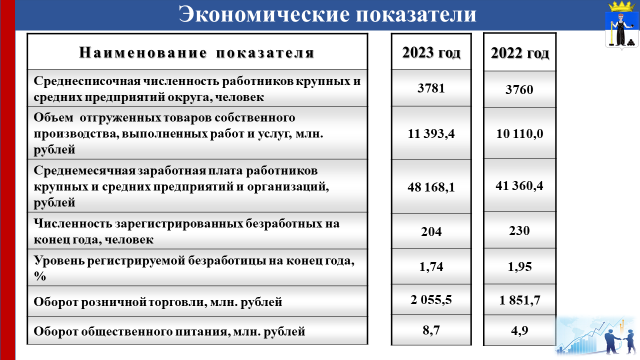 Экономические показатели
Наименование показателя 2023 год 2022 год
Среднесписочная численность работников крупных и
средних предприятий округа, человек 3781 3760
Объем отгруженных товаров собственного
производства, выполненных работ и услуг, млн.
рублей 11 393,4 10 110,0
Среднемесячная заработная плата работников
крупных и средних предприятий и организаций,
рублей 48 168,1 41 360,4
Численность зарегистрированных безработных на
конец года, человек 204 230
Уровень регистрируемой безработицы на конец года,
% 1,74 1,95
Оборот розничной торговли, млн. рублей 2 055,5 1 851,7
Оборот общественного питания, млн. рублей 8,7 4,9